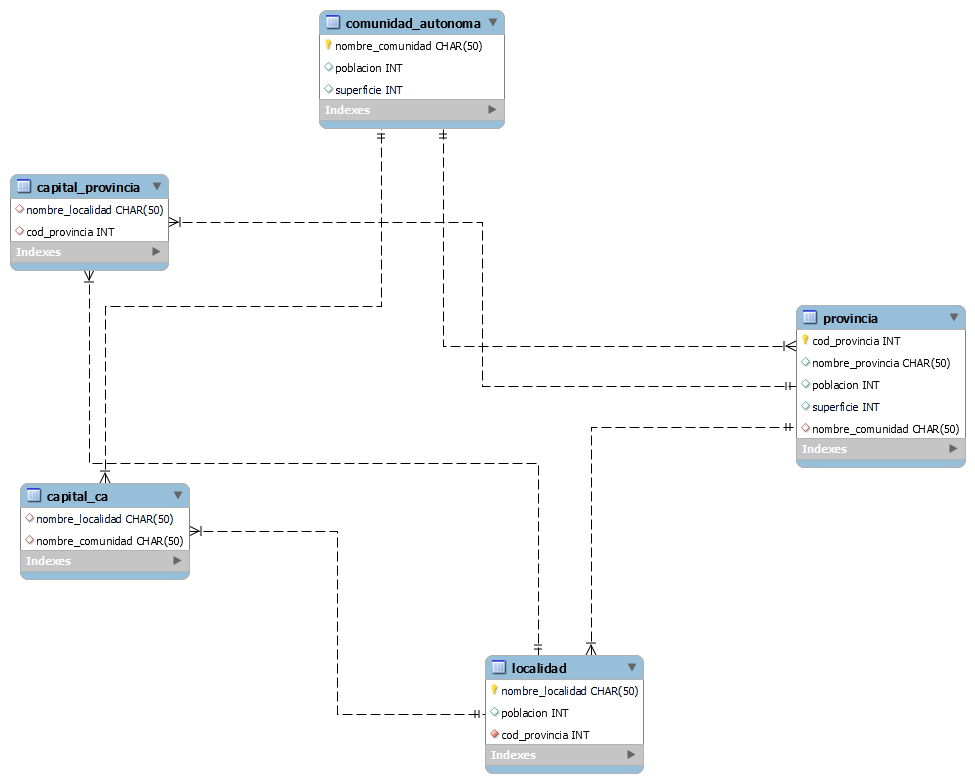 comunidad_autonoma
nombre_comunidad CHAR(50)
poblacion INT
superficie INT
Indexes
capital_provincia
nombre_localidad CHAR(50)
cod_provincia INT
Indexes
provincia
cod_provincia INT
nombre_provincia CHAR(50)
poblacion INT
superficie INT
nombre_comunidad CHAR(50)
Indexes
capital_ca
nombre_localidad CHAR(50)
nombre_comunidad CHAR(50)
Indexes
localidad
nombre_localidad CHAR(50)
poblacion INT
cod_provincia INT
Indexes